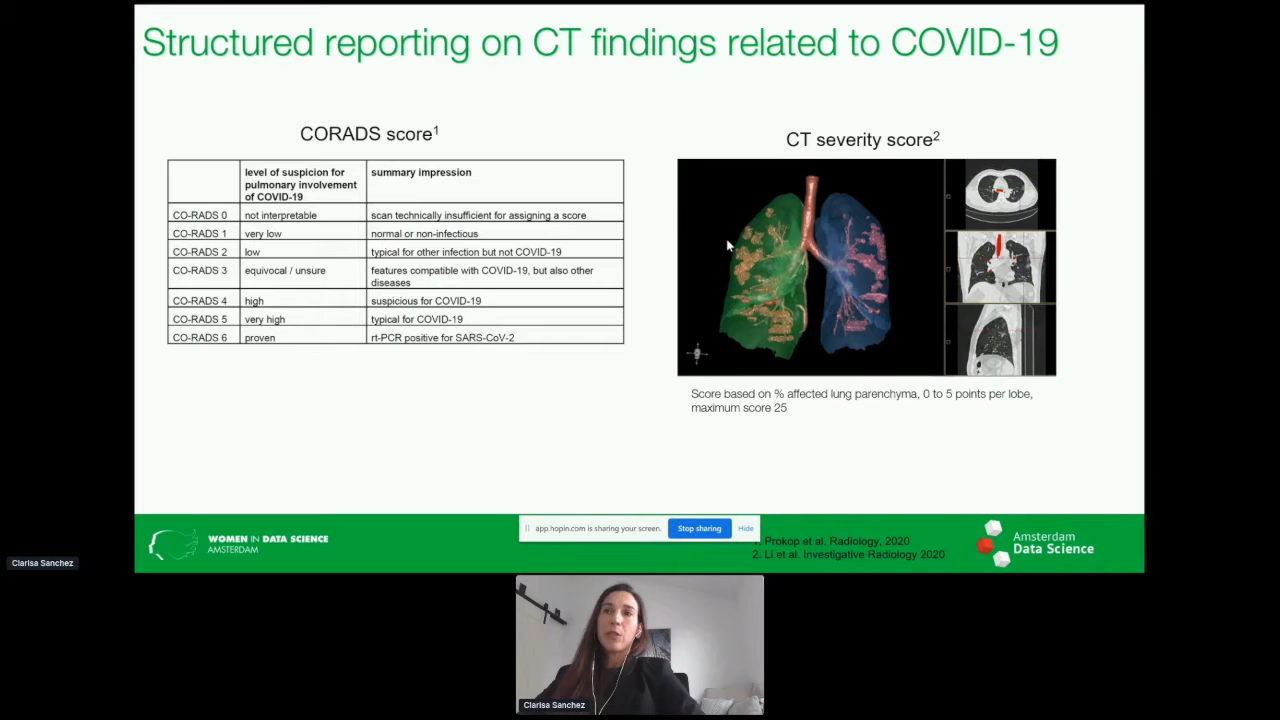 Structured reporting on CT findings related to COVID-19
CORADS score1
level of suspicion for
pulmonary involvement
of COVID-19
summary impression
CO-RADS 0 not interpretable scan technically insufficient for assigning a score
CO-RADS 1 very low normal or non-infectious
CO-RADS 2 low typical for other infection but not COVID-19
CO-RADS 3 equivocal / unsure features compatible with COVID-19, but also other
diseases
CO-RADS 4 high suspicious for COVID-19
CO-RADS 5 very high typical for COVID-19
CO-RADS 6 proven rt-PCR positive for SARS-CoV-2
CT severity score2
Score based on % affected lung parenchyma, 0 to 5 points per lobe,
maximum score 25
WOMEN IN DATA SCIENCE
AMSTERDAM
app.hopin.com is sharing your screen.
Stop sharing
Hide
1. Prokop et al. Radiology, 2020
2. Li et al. Investigative Radiology 2020
Amsterdam
Data Science
Clarisa Sanchez
Clarisa Sanchez